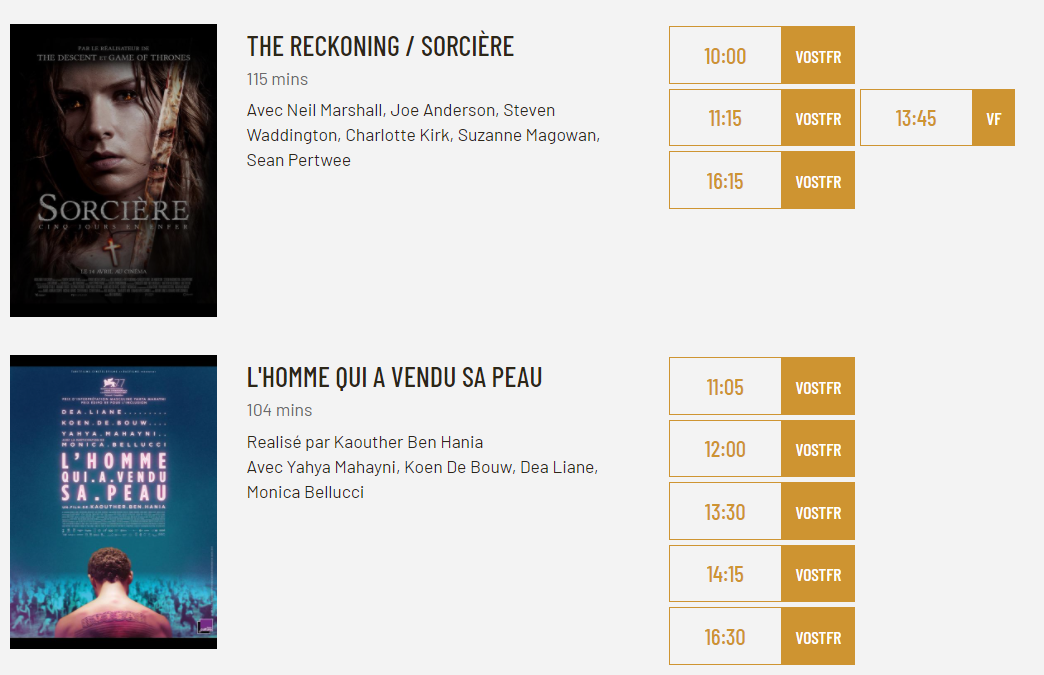 THE RECKONING / SORCIÈRE
115 mins
Avec Neil Marshall, Joe Anderson, Steven
Waddington, Charlotte Kirk, Suzanne Magowan,
Sean Pertwee
10:00 VOSTFR
11:15 VOSTFR 13:45 VF
16:15 VOSTFR
PAR LE RÉALISATEUR DE
THE DESCENT ET GAME OF THRONES
SORCIÈRE
CINQ JOURS EN ENFER
LE 14 AVRIL AU CINÉMA
L'HOMME QUI A VENDU SA PEAU
104 mins
Realisé par Kaouther Ben Hania
Avec Yahya Mahayni, Koen De Bouw, Dea Liane,
Monica Bellucci
11:05 VOSTFR
12:00 VOSTFR
13:30 VOSTFR
14:15 VOSTFR
16:30 VOSTFR
77
DEA.LIANE
KOEN.DE.BOUW
YAHYA.MAHAYNI
MONICA.BELLUCCI
L'HOMME
QUI.A.VENDU
SA.PEAU
UN FILM DE KAOUTHER.BEN.HANIA